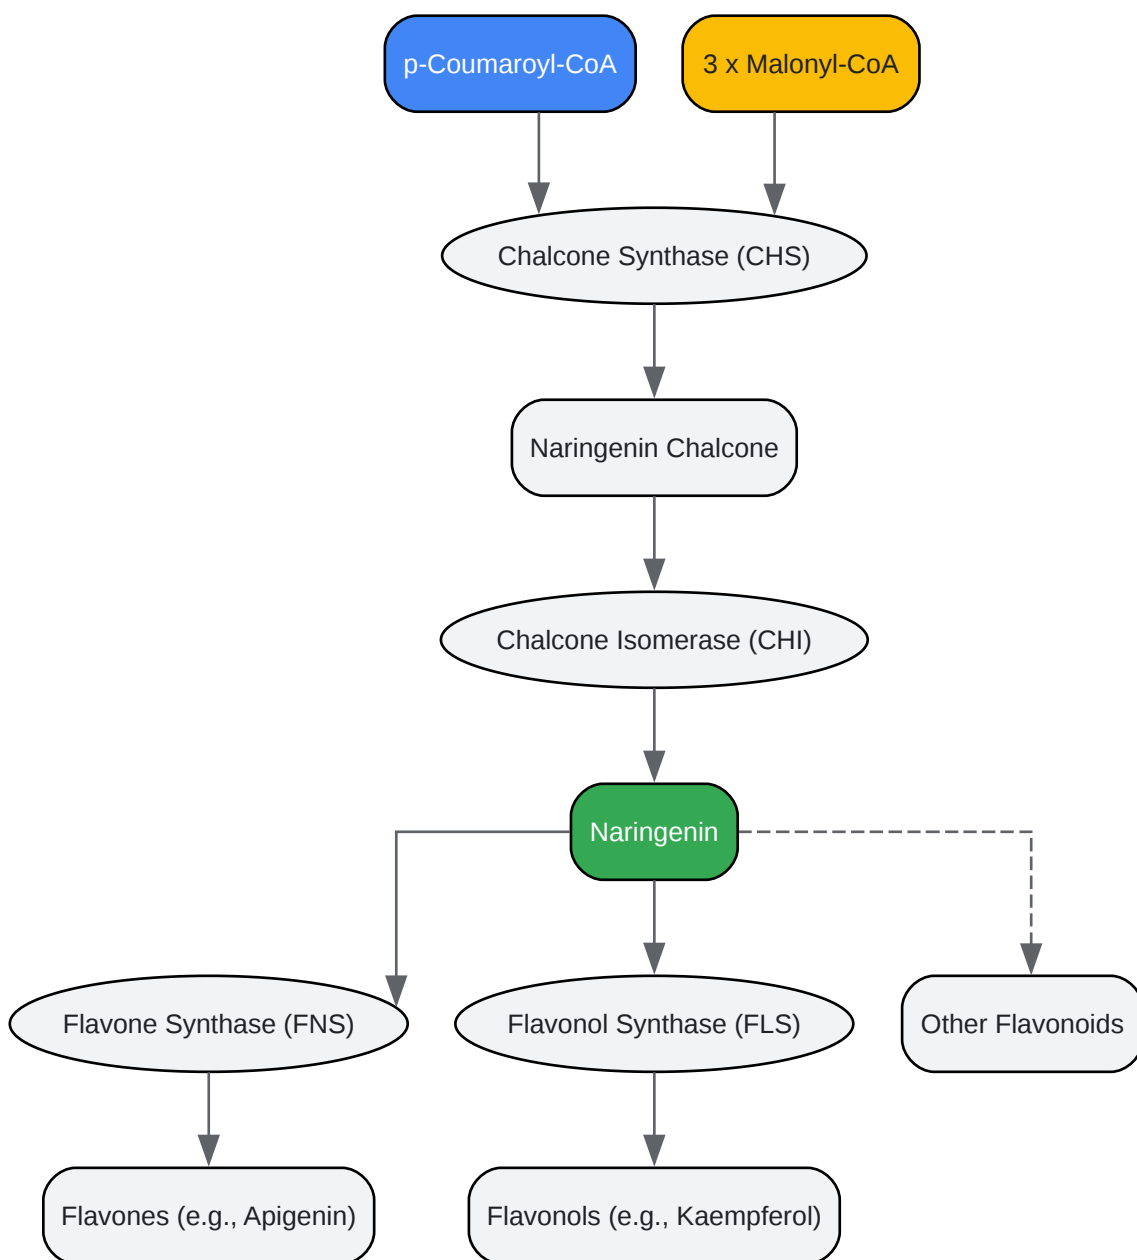 p-Coumaroyl-CoA
3 x Malonyl-CoA
Chalcone Synthase (CHS)
Naringenin Chalcone
Chalcone Isomerase (CHI)
Naringenin
Flavone Synthase (FNS)
Flavonol Synthase (FLS)
Other Flavonoids
Flavones (e.g., Apigenin)
Flavonols (e.g., Kaempferol)